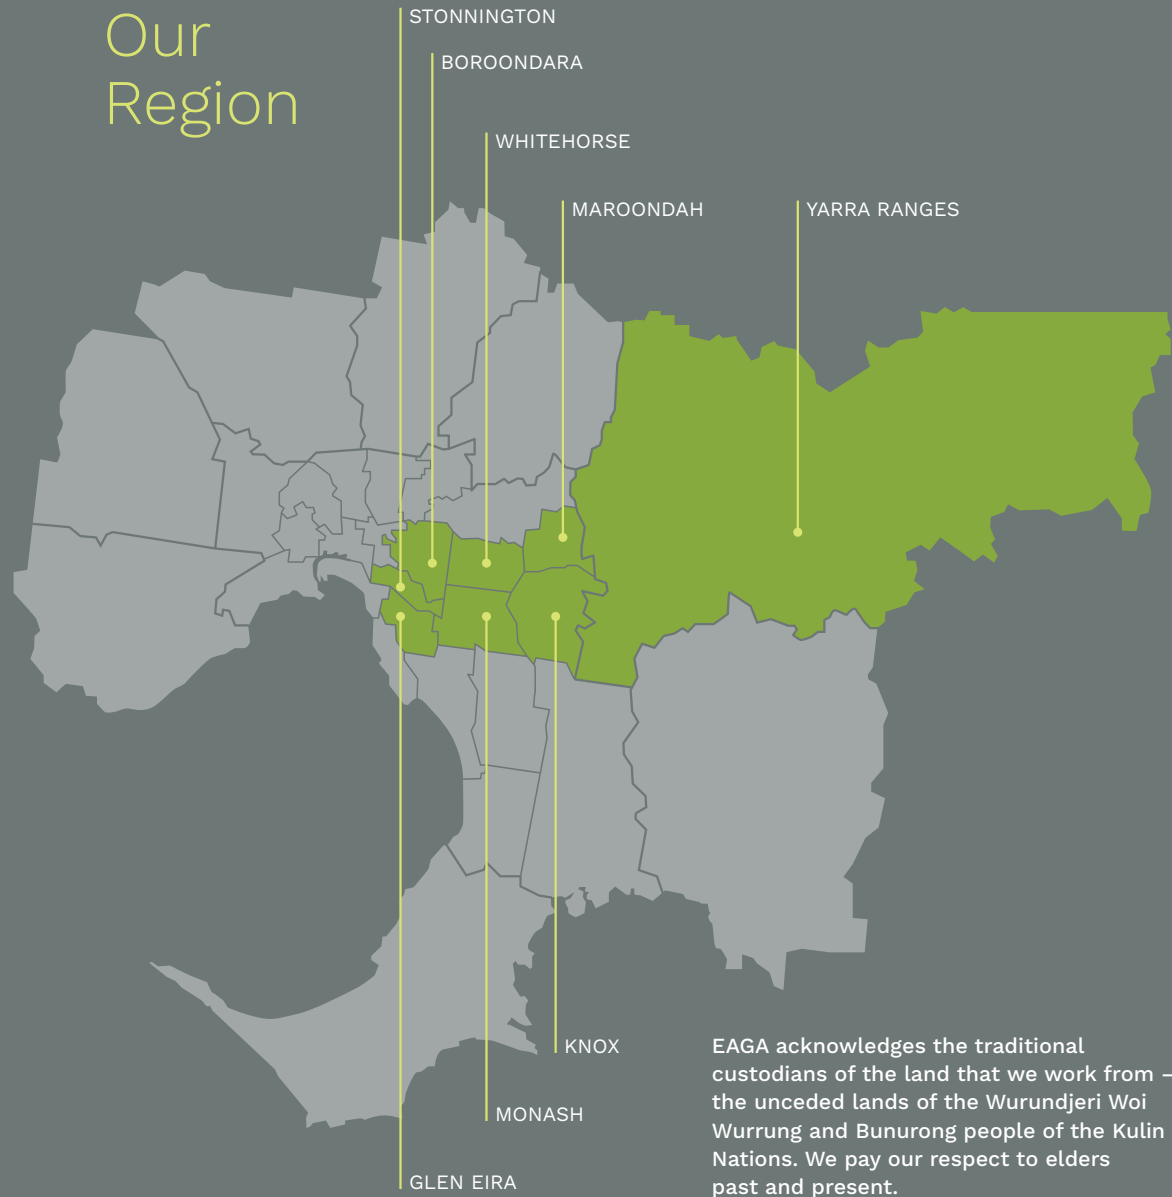 Our
Region
STONNINGTON
BOROONDARA
WHITEHORSE
MAROONDAH
YARRA RANGES
KNOX
MONASH
GLEN EIRA
EAGA acknowledges the traditional
custodians of the land that we work from –
the unceded lands of the Wurundjeri Woi
Wurrung and Bunurong people of the Kulin
Nations. We pay our respect to elders
past and present.